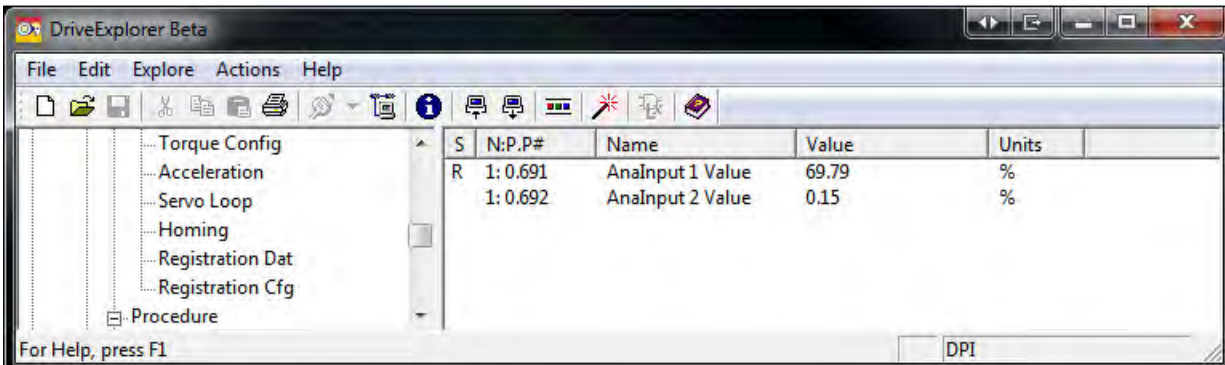 DriveExplorer Beta
File Edit Explore Actions Help
Torque Config
Acceleration
Servo Loop
Homing
Registration Dat
Registration Cfg
Procedure
S N:P.P# Name Value Units
R 1: 0.691 AnaInput 1 Value 69.79 %
1: 0.692 AnaInput 2 Value 0.15 %
For Help, press F1
DPI